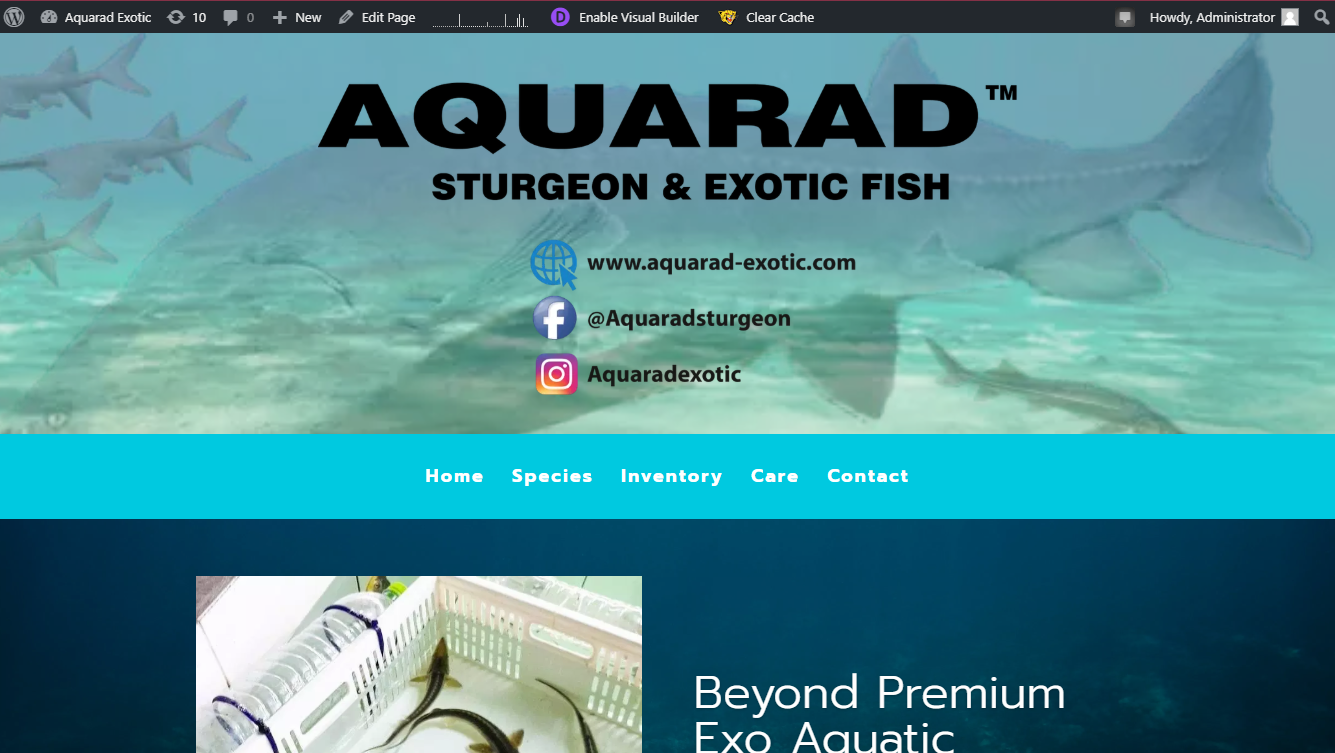 Aquarad Exotic 10 0 New Edit Page Enable Visual Builder Clear Cache Howdy, Administrator
AQUARAD™
STURGEON & EXOTIC FISH
www.aquarad-exotic.com
@Aquaradsturgeon
Aquaradexotic
Home Species Inventory Care Contact
Beyond Premium
Exo Aquatic